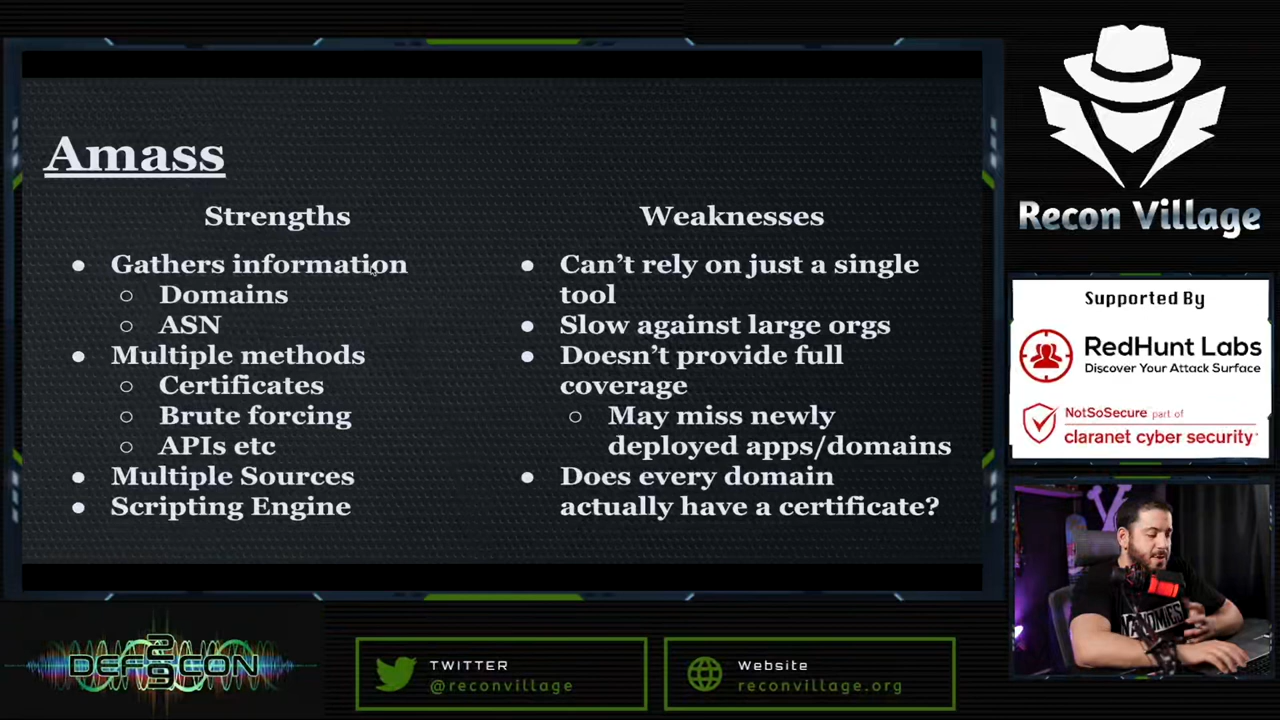 Amass
Strengths
● Gathers information
○ Domains
○ ASN
● Multiple methods
○ Certificates
○ Brute forcing
○ APIs etc
● Multiple Sources
● Scripting Engine
Weaknesses
● Can’t rely on just a single
tool
● Slow against large orgs
● Doesn’t provide full
coverage
○ May miss newly
deployed apps/domains
● Does every domain
actually have a certificate?
Recon Village
Supported By
RedHunt Labs
Discover Your Attack Surface
NotSoSecure part of
claranet cyber security
DEF CON
29
TWITTER
@reconvillage
Website
reconvillage.org